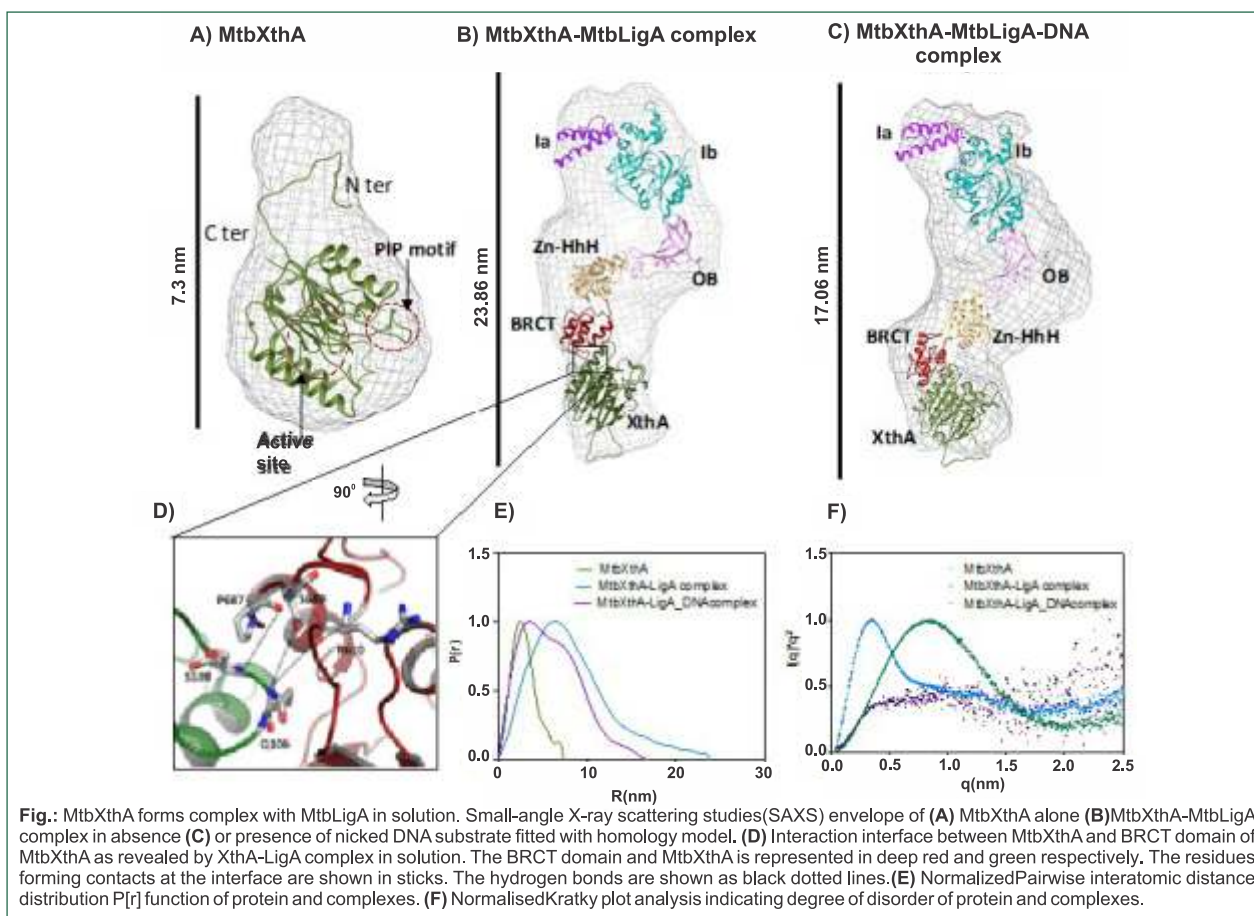 A) MtbXthA
B) MtbXthA-MtbLigA complex
C) MtbXthA-MtbLigA-DNA
complex
7.3 nm
N ter
C ter
PIP motif
Active
site
23.86 nm
Ia
Ib
Zn-HhH
OB
BRCT
XthA
17.06 nm
Ia
Ib
OB
BRCT
Zn-HhH
XthA
90⁰
D)
P687
E)
1.5
1.0
0.5
0.0
P(r)
MtbXthA
MtbXthA-LigA complex
MtbXthA-LigA_DNAcomplex
0
10
20
30
R(nm)
F)
1.5
1.0
0.5
0.0
MtbXthA
MtbXthA-LigA complex
MtbXthA-LigA_DNAcomplex
0.0
0.5
1.0
1.5
2.0
2.5
q(nm)
Fig.: MtbXthA forms complex with MtbLigA in solution. Small-angle X-ray scattering studies(SAXS) envelope of (A) MtbXthA alone (B)MtbXthA-MtbLigA
complex in absence (C) or presence of nicked DNA substrate fitted with homology model. (D) Interaction interface between MtbXthA and BRCT domain of
MtbXthA as revealed by XthA-LigA complex in solution. The BRCT domain and MtbXthA is represented in deep red and green respectively. The residues
forming contacts at the interface are shown in sticks. The hydrogen bonds are shown as black dotted lines.(E) NormalizedPairwise interatomic distance
distribution P[r] function of protein and complexes. (F) NormalisedKratky plot analysis indicating degree of disorder of protein and complexes.